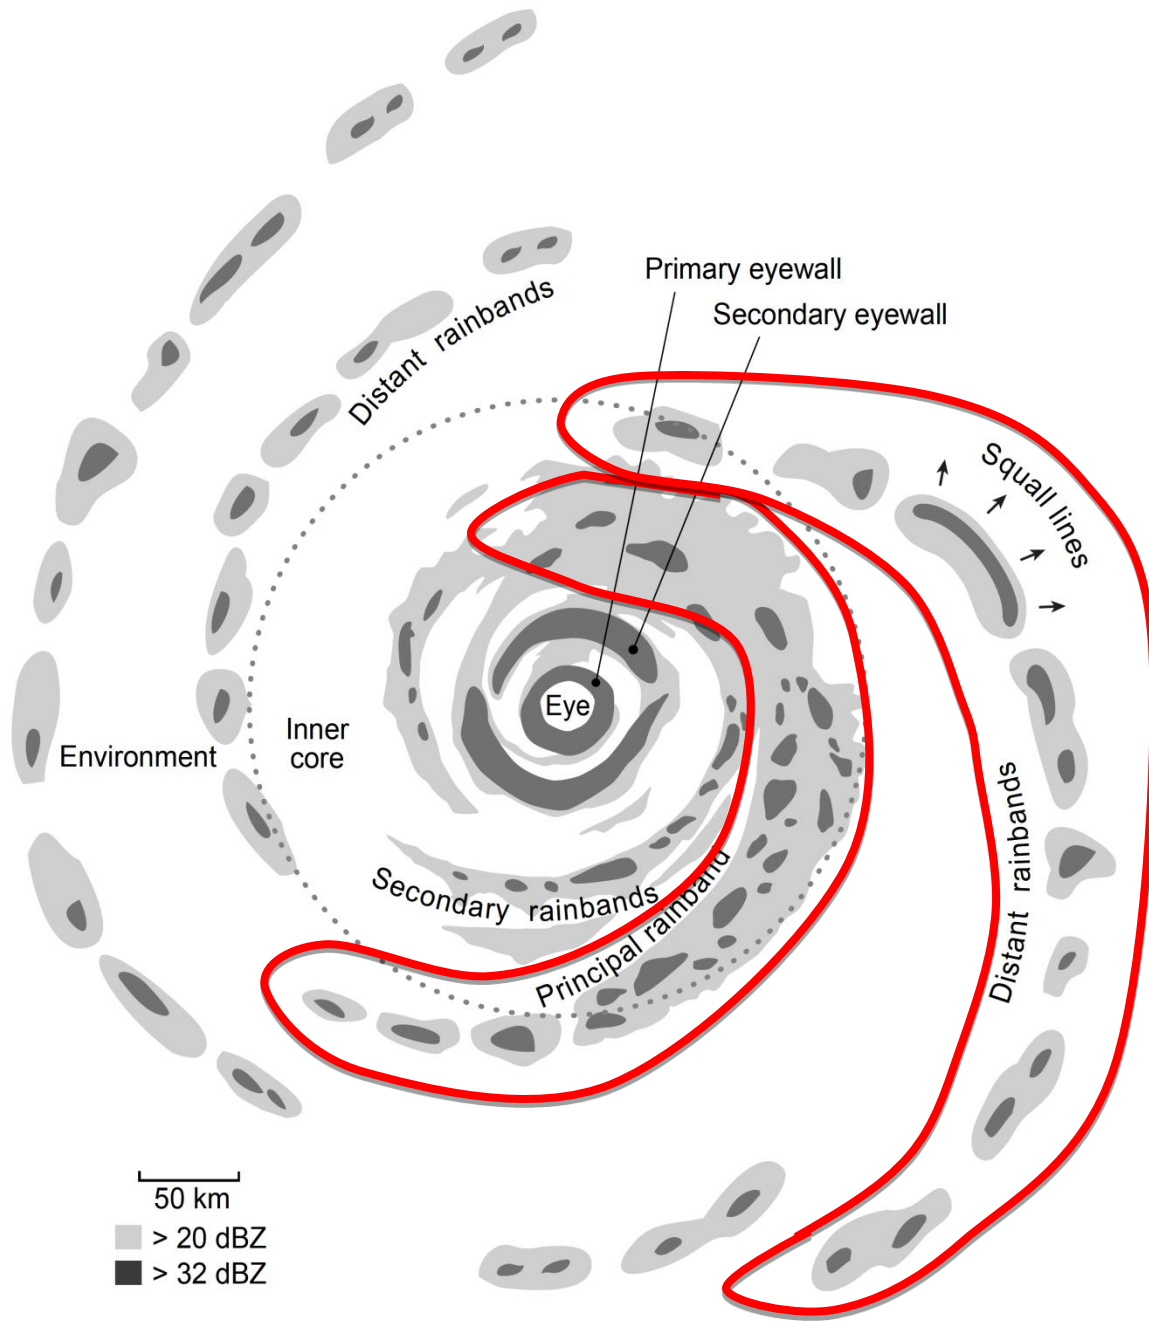 Primary eyewall
Secondary eyewall
Distant rainbands
Squall lines
Eye
Inner
core
Environment
Distant rainbands
Secondary rainbands
Principal rainband
50 km
> 20 dBZ
> 32 dBZ